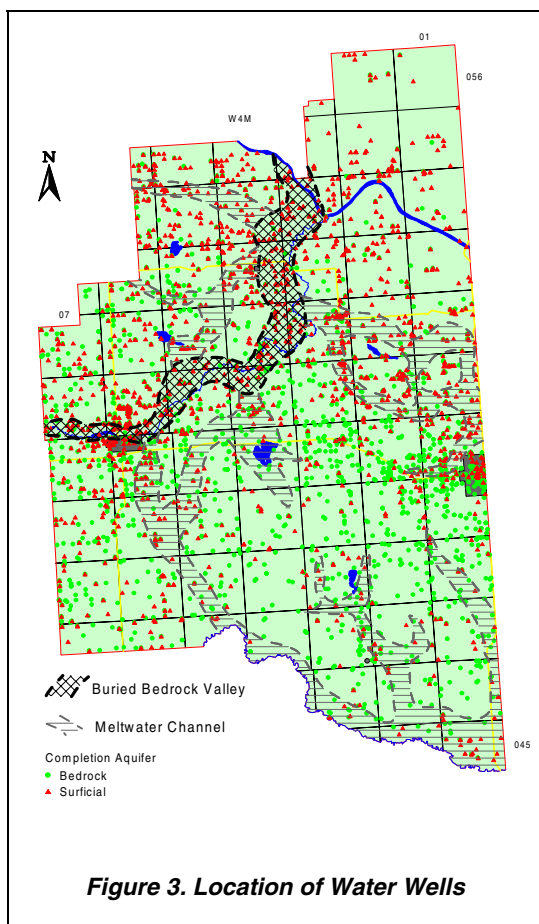 01
056
W4M
N
07
Buried Bedrock Valley
Meltwater Channel
Completion Aquifer
Bedrock
Surficial
045
Figure 3. Location of Water Wells